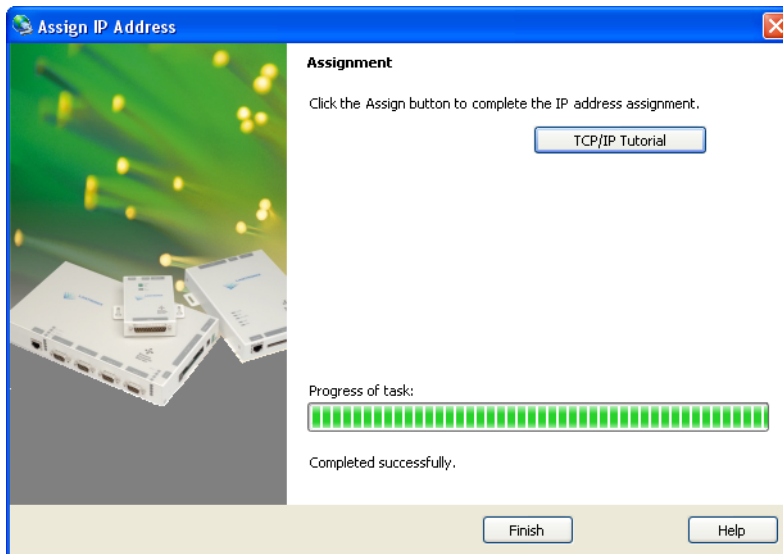 Assign IP Address
Assignment
Click the Assign button to complete the IP address assignment.
TCP/IP Tutorial
Progress of task:
Completed successfully.
Finish
Help